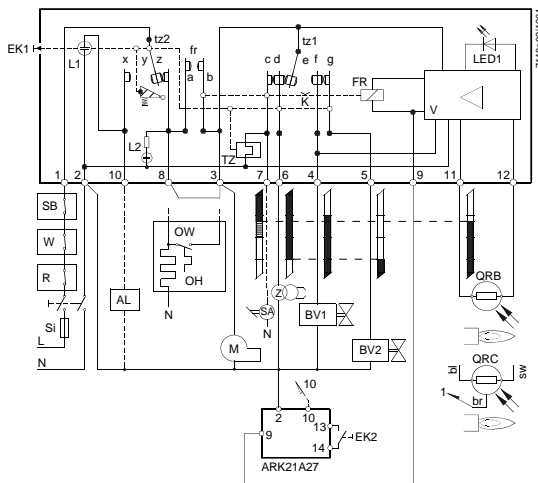 EK1
tz2
L1
x
y
z
fr
a
b
tz1
c d
e
f
g
K
FR
LED1
V
L2
TZ
1
2
10
8
3
7
6
4
5
9
11
12
SB
W
R
Si
L
N
AL
OW
OH
N
M
Z
SA
N
BV1
BV2
QRB
QRC
bl
sw
br
1
10
2
10
9
13
14
EK2
ARK21A27